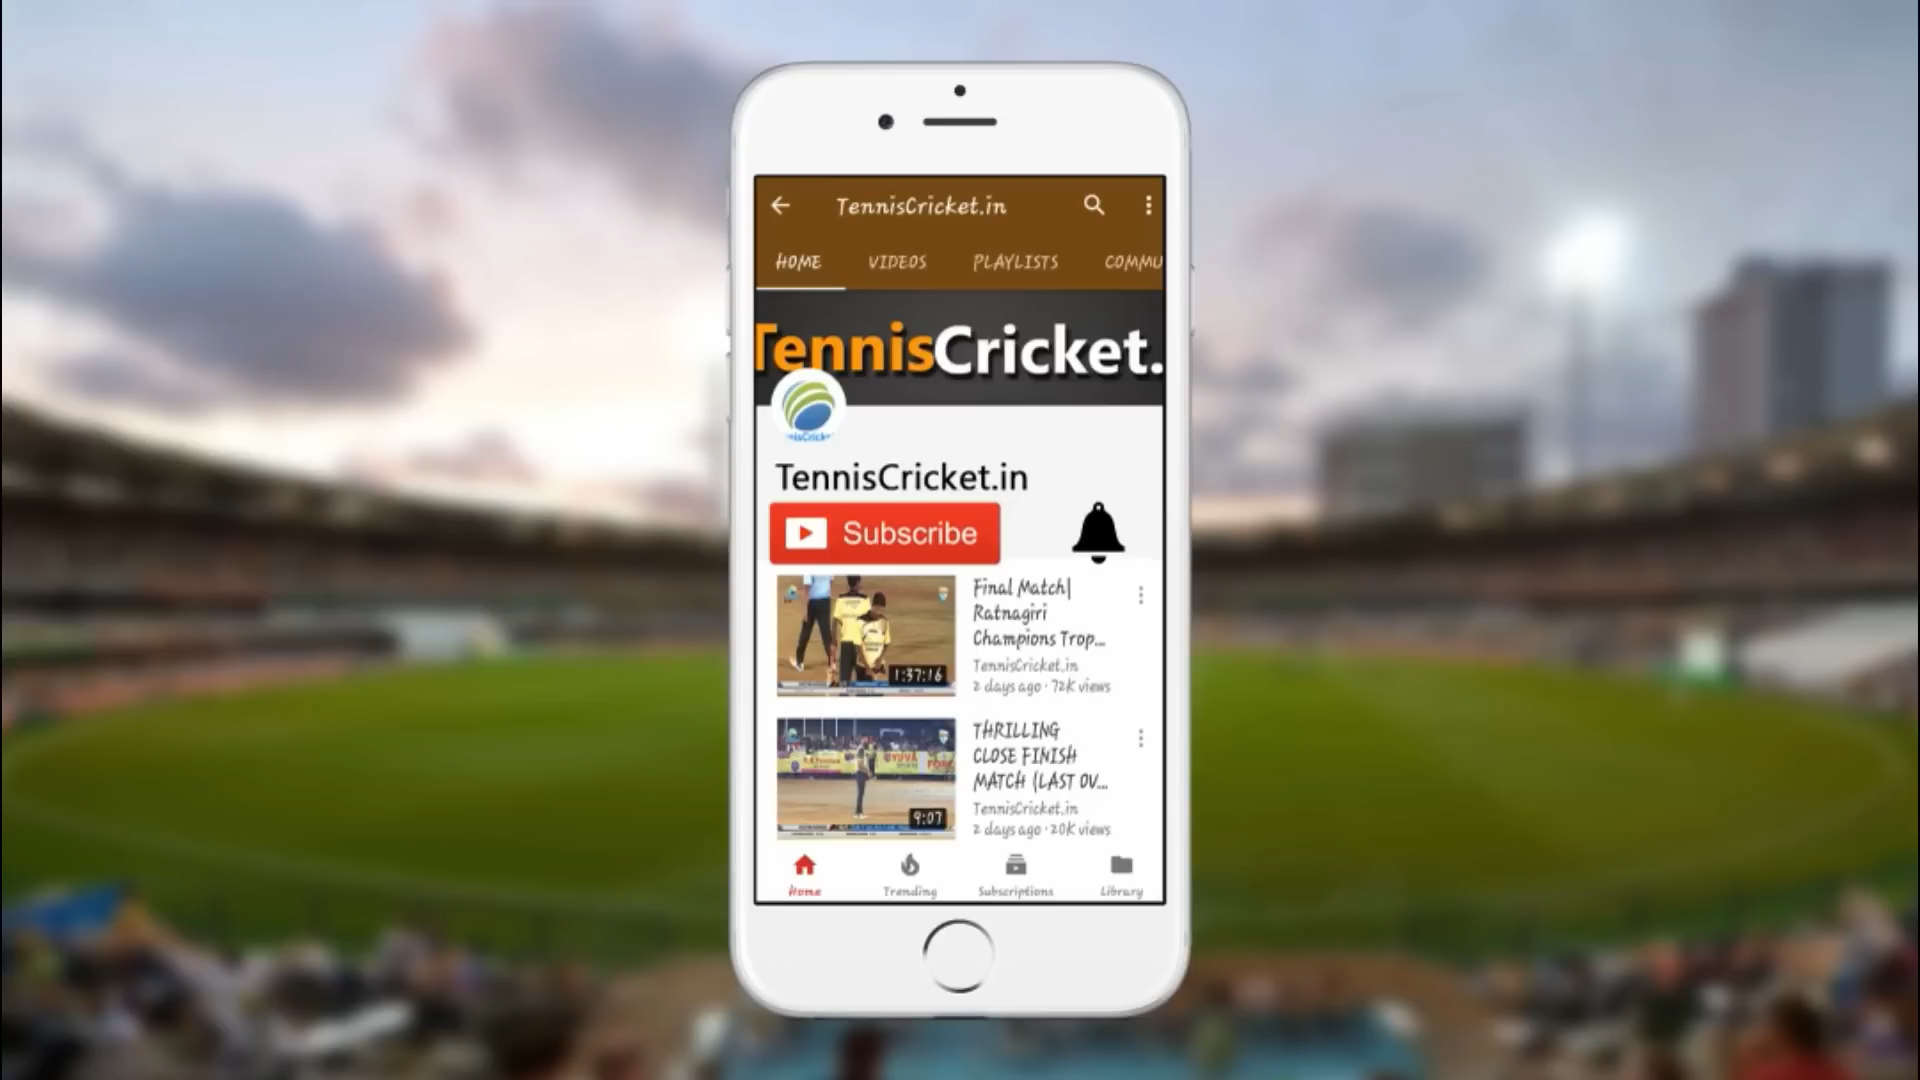 TennisCricket.in
HOME VIDEOS PLAYLISTS COMMU
TennisCricket.
TennisCricket.in
Subscribe
Final Match|
Ratnagiri
Champions Trop...
TennisCricket.in
2 days ago · 72K views
1:37:16
THRILLING
CLOSE FINISH
MATCH (LAST OV...
TennisCricket.in
2 days ago · 20K views
9:07
Home Trending Subscriptions Library